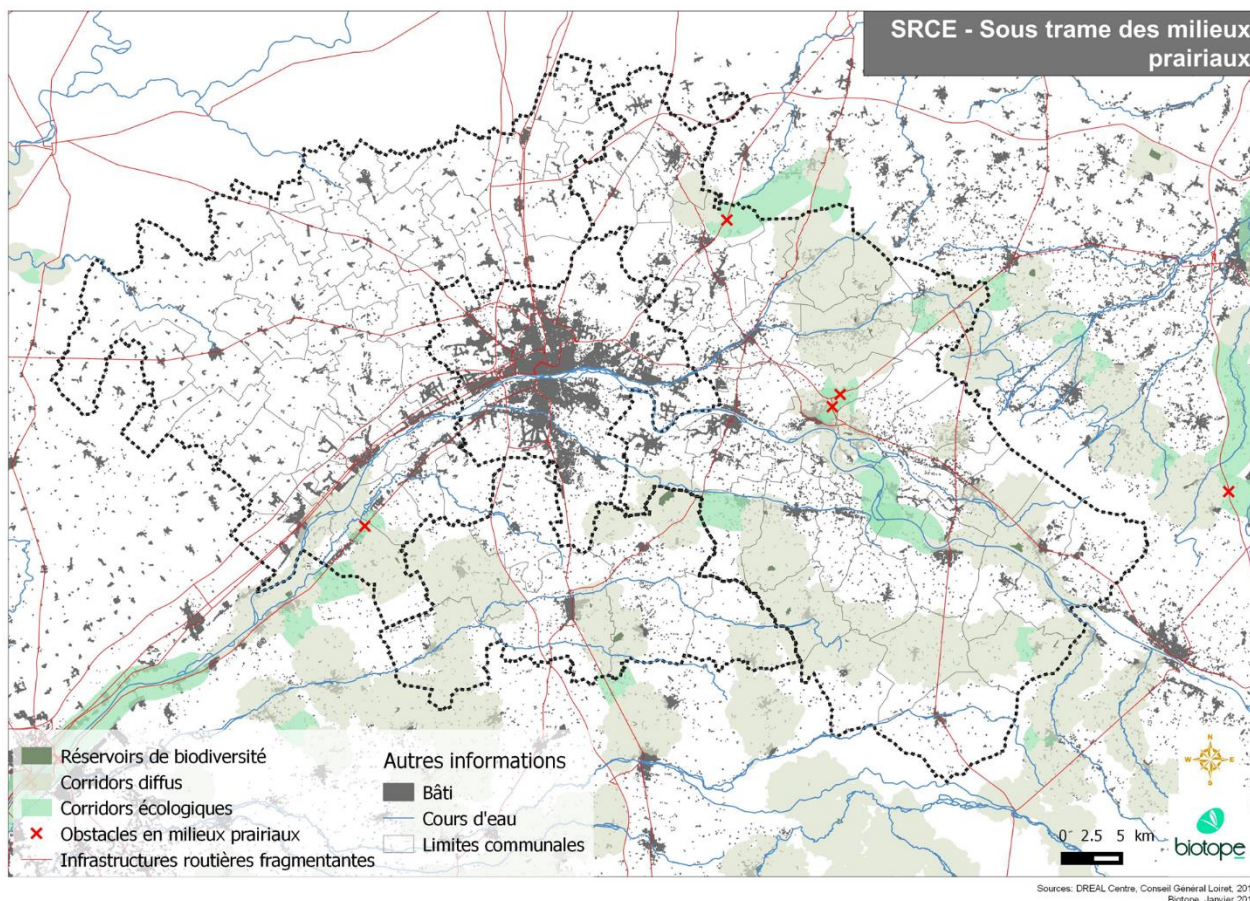 SRCE - Sous trame des milieux
prairiaux
Réservoirs de biodiversité
Corridors diffus
Corridors écologiques
Obstacles en milieux prairiaux
Infrastructures routières fragmentantes
Autres informations
Bâti
Cours d'eau
Limites communales
N
W E
S
0 2.5 5 km
biotope
Sources: DREAL Centre, Conseil Général Loiret, 201
Biotope, Janvier 201